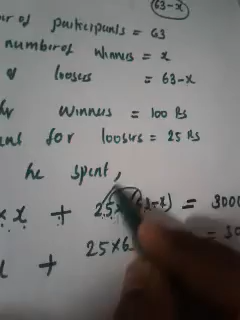 63-x
of participants = 63
number of winners = x
loosers = 63-x
winners = 100 Rs
for loosers = 25 Rs
he spent,
x + 25× (63-x) = 3000
+ 25×6 = 30